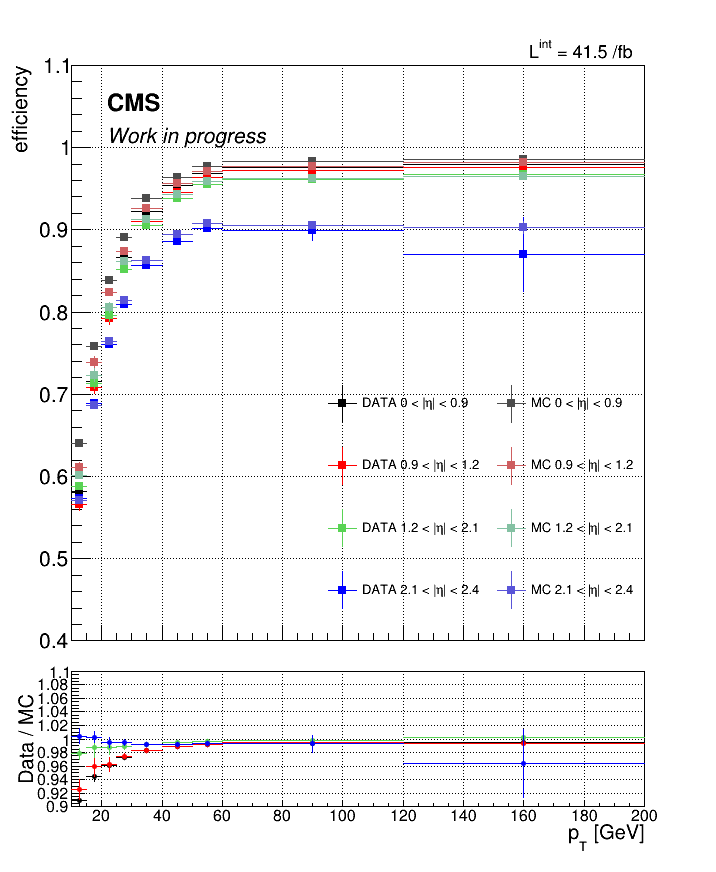 L^int = 41.5 /fb
efficiency
1.1
CMS
Work in progress
1
0.9
0.8
0.7
DATA 0 < |η| < 0.9
MC 0 < |η| < 0.9
0.6
DATA 0.9 < |η| < 1.2
MC 0.9 < |η| < 1.2
0.5
DATA 1.2 < |η| < 2.1
MC 1.2 < |η| < 2.1
DATA 2.1 < |η| < 2.4
MC 2.1 < |η| < 2.4
0.4
Data / MC
1.1
1.08
1.06
1.04
1.02
1
0.98
0.96
0.94
0.92
0.9
20 40 60 80 100 120 140 160 180 200
p_T [GeV]